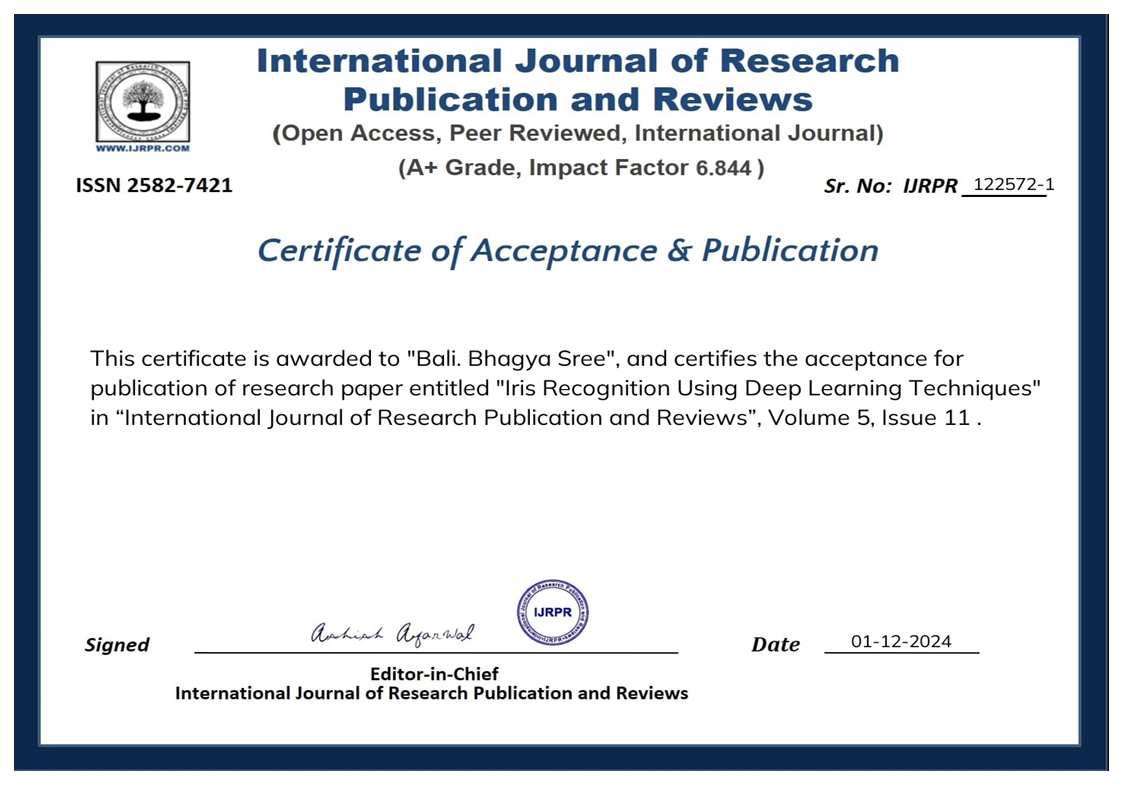 International Journal of Research
Publication and Reviews
(Open Access, Peer Reviewed, International Journal)
(A+ Grade, Impact Factor 6.844 )
WWW.IJRPR.COM
ISSN 2582-7421
Sr. No: IJRPR 122572-1
Certificate of Acceptance & Publication
This certificate is awarded to "Bali. Bhagya Sree", and certifies the acceptance for
publication of research paper entitled "Iris Recognition Using Deep Learning Techniques"
in “International Journal of Research Publication and Reviews”, Volume 5, Issue 11 .
IJRPR
Signed Ashish Agarwal
Date 01-12-2024
Editor-in-Chief
International Journal of Research Publication and Reviews